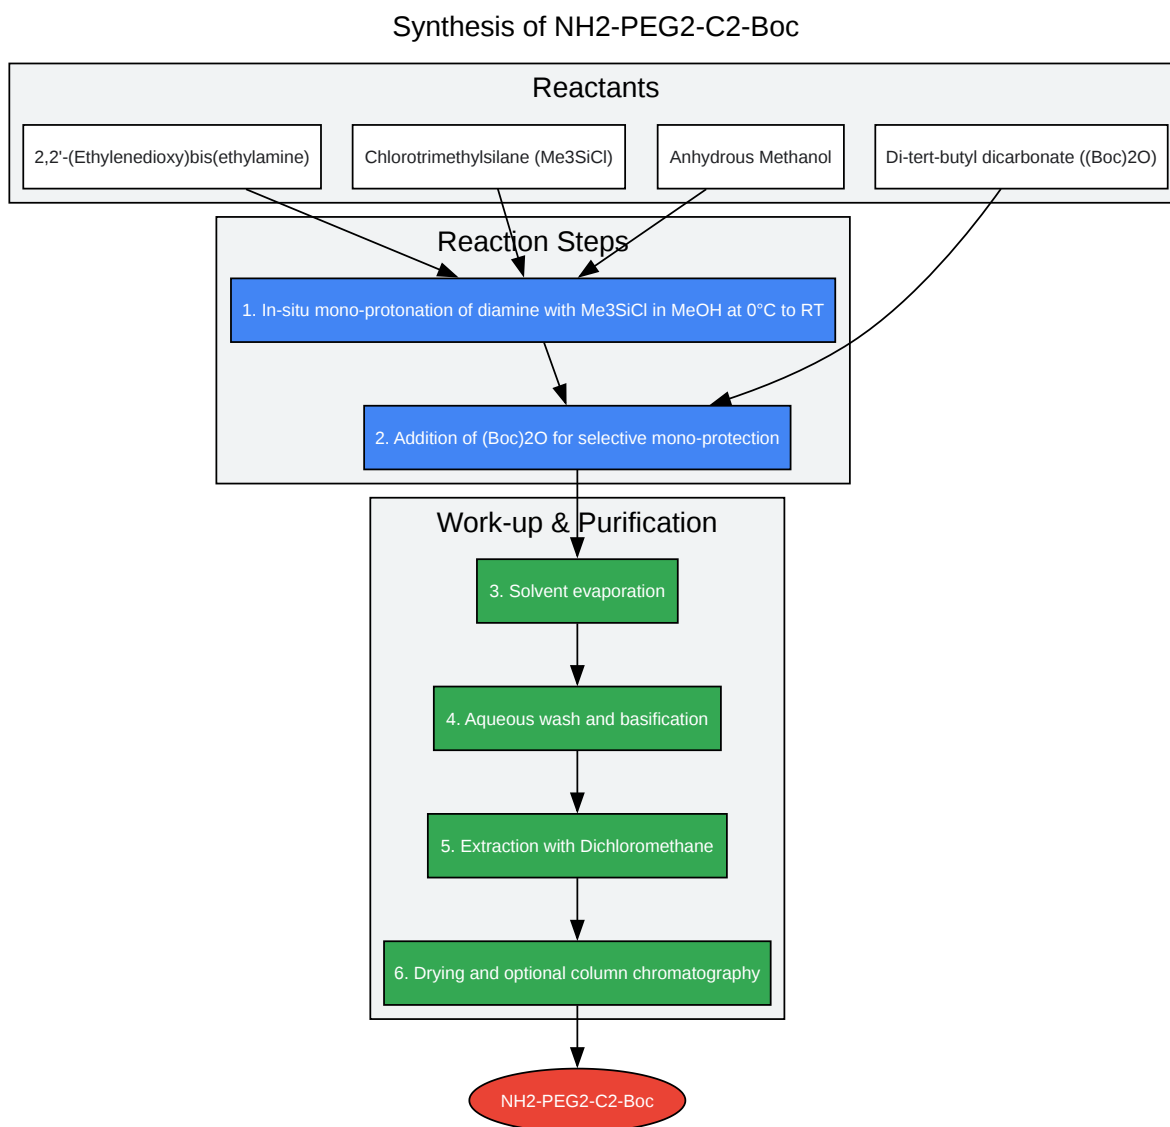 Synthesis of NH2-PEG2-C2-Boc
Reactants
2,2'-(Ethylenedioxy)bis(ethylamine)
Chlorotrimethylsilane (Me3SiCl)
Anhydrous Methanol
Di-tert-butyl dicarbonate ((Boc)2O)
Reaction Steps
1. In-situ mono-protonation of diamine with Me3SiCl in MeOH at 0°C to RT
2. Addition of (Boc)2O for selective mono-protection
Work-up & Purification
3. Solvent evaporation
4. Aqueous wash and basification
5. Extraction with Dichloromethane
6. Drying and optional column chromatography
NH2-PEG2-C2-Boc